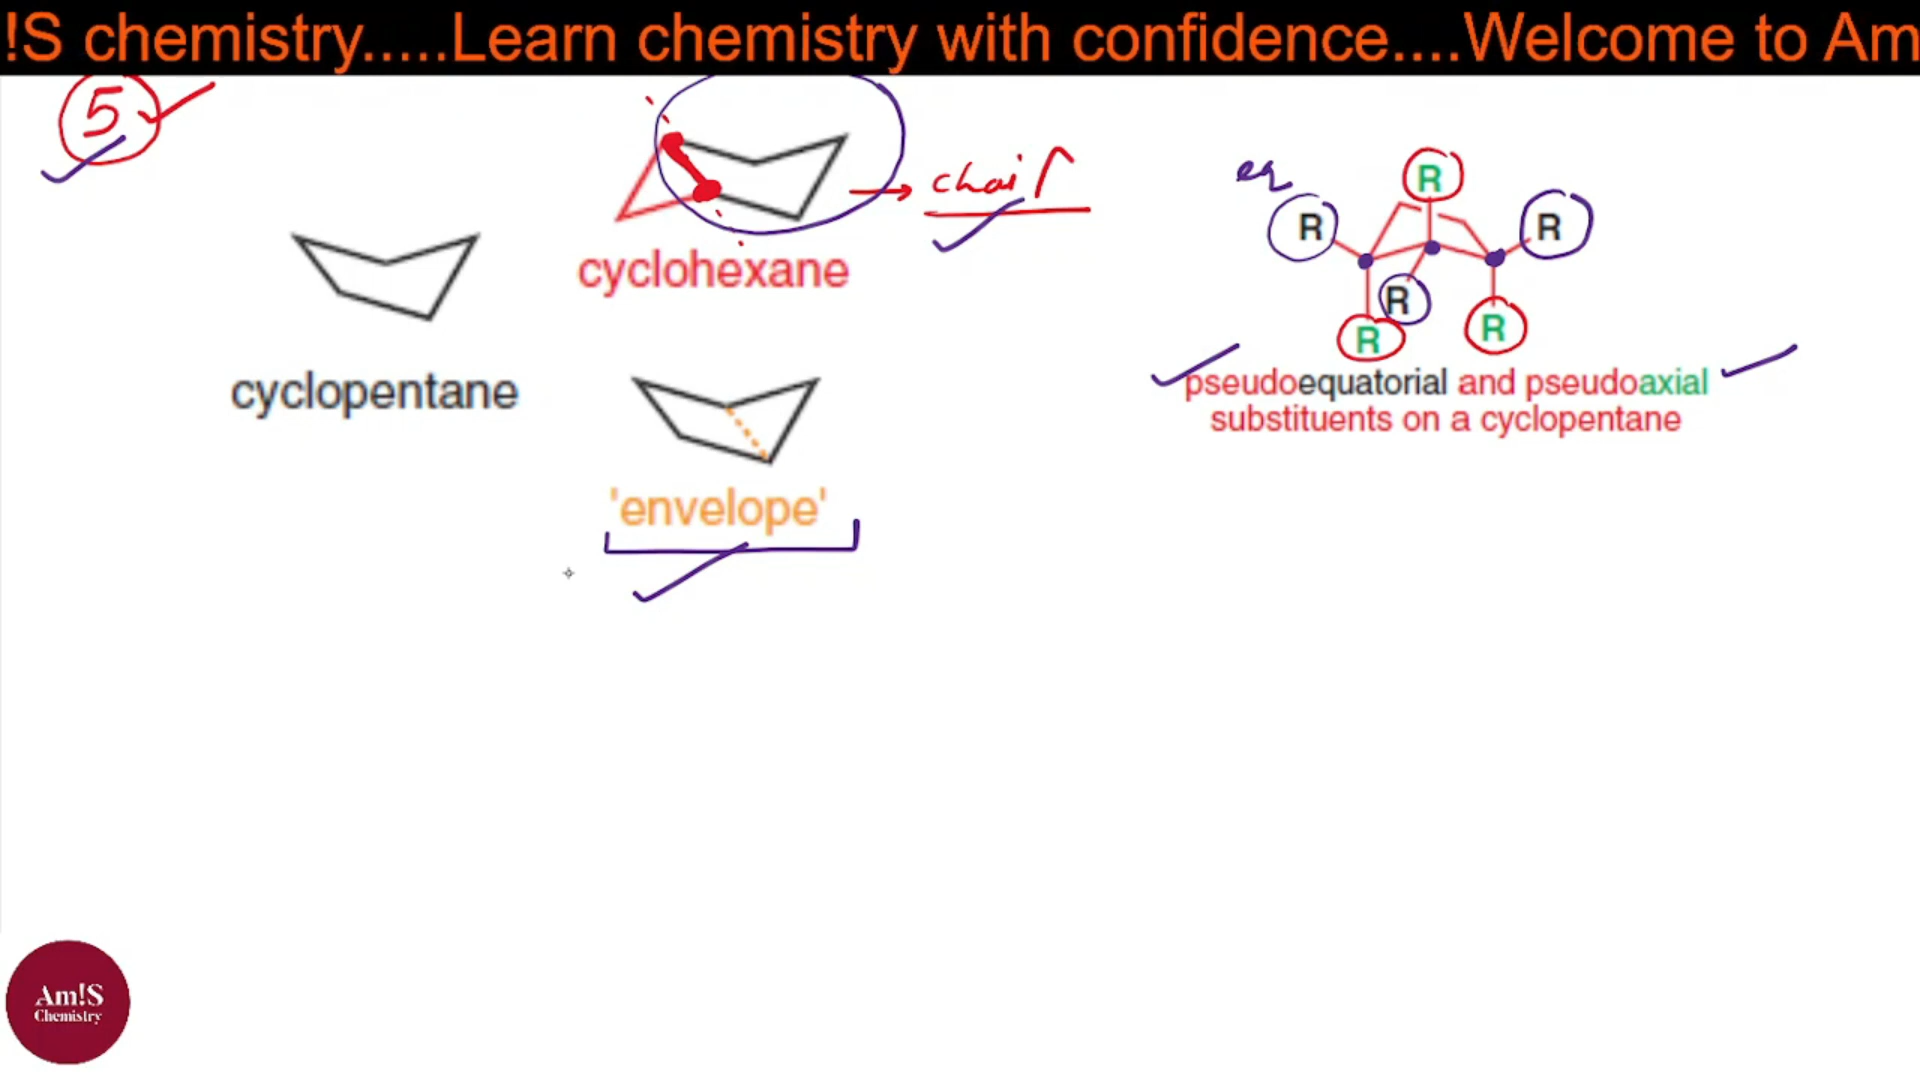 !S chemistry.....Learn chemistry with confidence....Welcome to Am
5
chair
cyclohexane
cyclopentane
'envelope'
eq
R
R R
R
R R
pseudoequatorial and pseudoaxial
substituents on a cyclopentane
Am!S
Chemistry